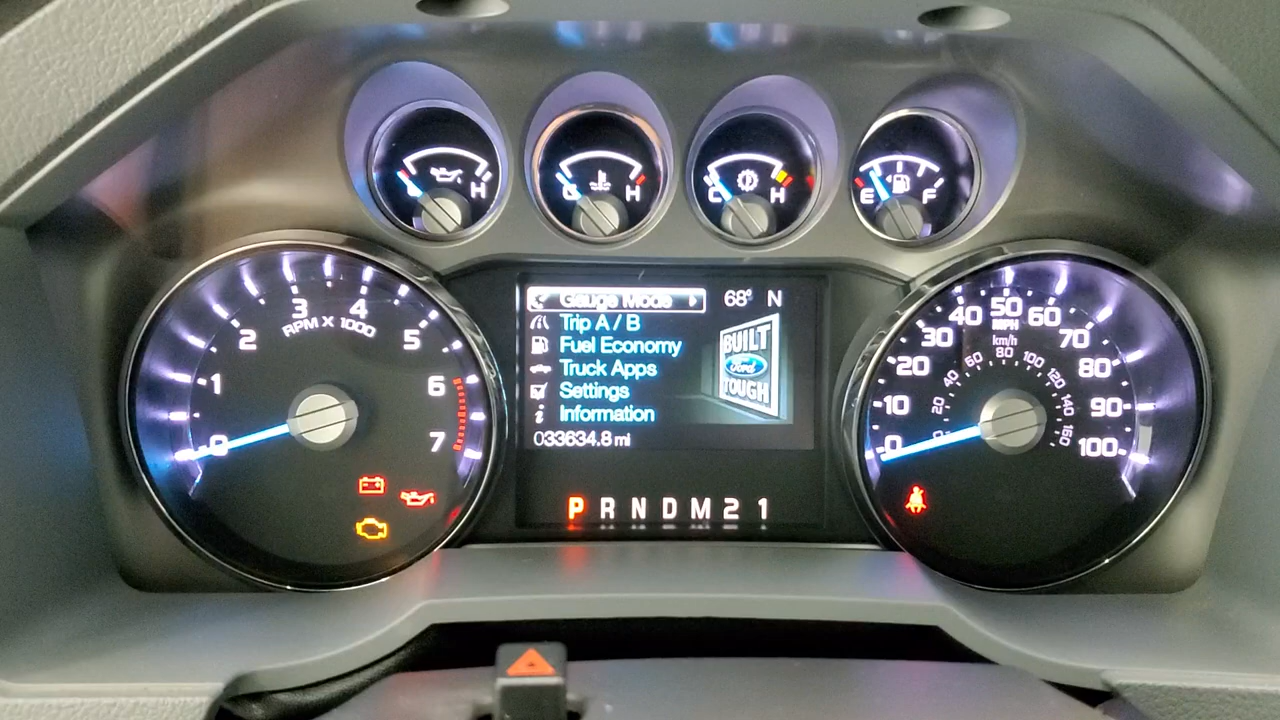 H
C H
C H
E F
0 1 2 3 4 5 6 7
RPM X 1000
Gauge Mode
68° N
Trip A / B
Fuel Economy
Truck Apps
Settings
Information
BUILT
Ford
TOUGH
033634.8 mi
P R N D M 2 1
0 10 20 30 40 50 60 70 80 90 100
MPH
km/h
0 20 40 60 80 100 120 140 160